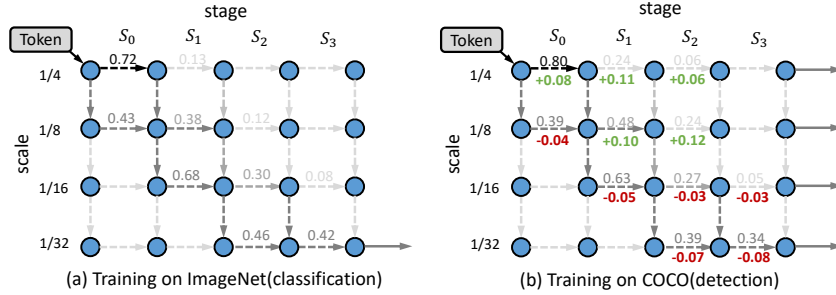 stage
Token
S0 S1 S2 S3
1/4 0.72 0.13
1/8 0.43 0.38 0.12
scale
1/16 0.68 0.30 0.08
1/32 0.46 0.42
(a) Training on ImageNet(classification)
stage
Token
S0 S1 S2 S3
1/4 0.80 0.24 0.06
+0.08 +0.11 +0.06
1/8 0.39 0.48 0.24
-0.04 +0.10 +0.12
scale
1/16 0.63 0.27 0.05
-0.05 -0.03 -0.03
1/32 0.39 0.34
-0.07 -0.08
(b) Training on COCO(detection)